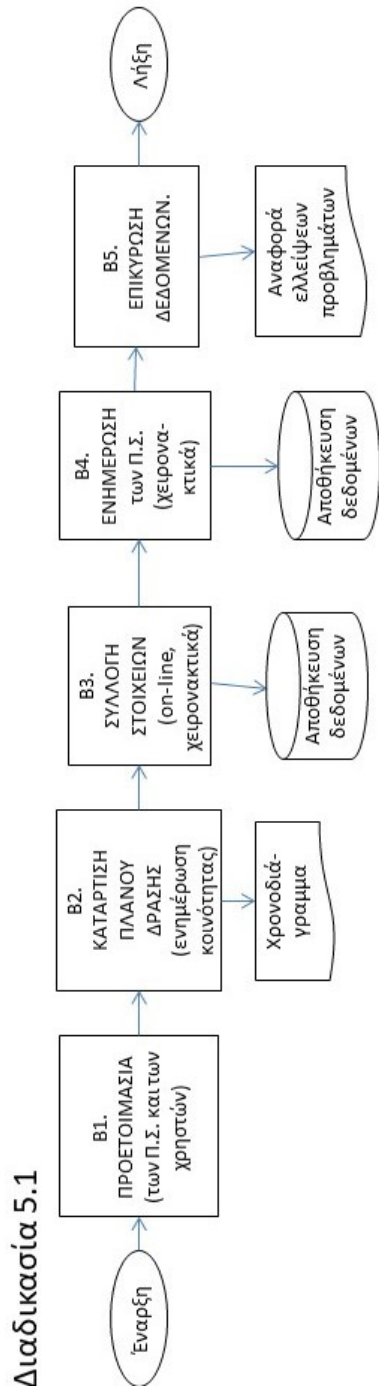 Διαδικασία 5.1
Έναρξη
Β1.
ΠΡΟΕΤΟΙΜΑΣΙΑ
(των Π.Σ. και των
χρηστών)
Β2.
ΚΑΤΑΡΤΙΣΗ
ΠΛΑΝΟΥ
ΔΡΑΣΗΣ
(ενημέρωση
κοινότητας)
Χρονοδιά-
γραμμα
Β3.
ΣΥΛΛΟΓΗ
ΣΤΟΙΧΕΙΩΝ
(on-line,
χειρονακτικά)
Αποθήκευση
δεδομένων
Β4.
ΕΝΗΜΕΡΩΣΗ
των Π.Σ.
(χειρονα-
κτικά)
Αποθήκευση
δεδομένων
Β5.
ΕΠΙΚΥΡΩΣΗ
ΔΕΔΟΜΕΝΩΝ.
Αναφορά
ελλείψεων
προβλημάτων
Λήξη